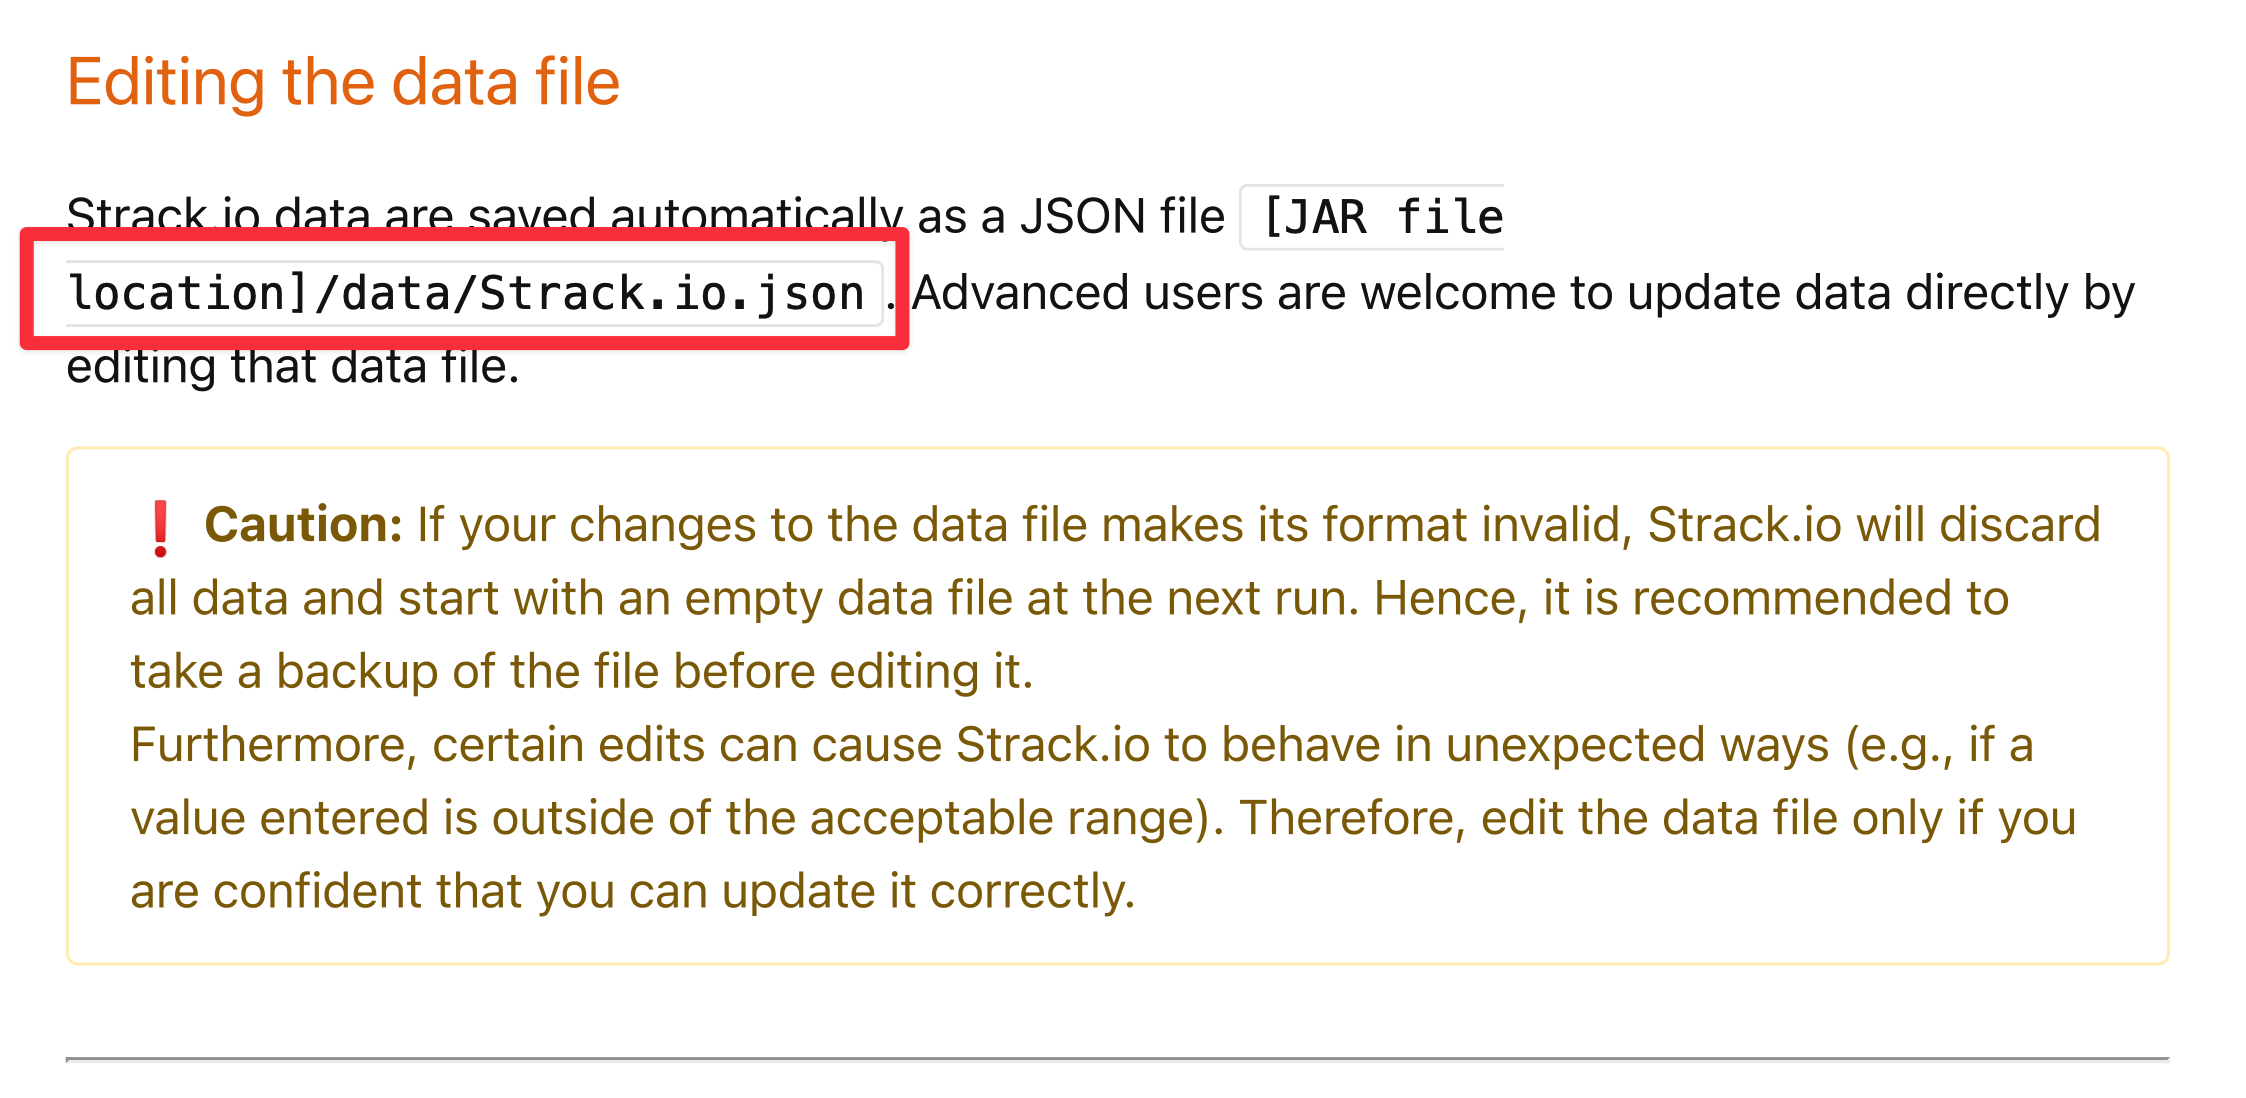 Editing the data file
Strack.io data are saved automatically as a JSON file [JAR file
location]/data/Strack.io.json. Advanced users are welcome to update data directly by
editing that data file.
❗ Caution: If your changes to the data file makes its format invalid, Strack.io will discard
all data and start with an empty data file at the next run. Hence, it is recommended to
take a backup of the file before editing it.
Furthermore, certain edits can cause Strack.io to behave in unexpected ways (e.g., if a
value entered is outside of the acceptable range). Therefore, edit the data file only if you
are confident that you can update it correctly.